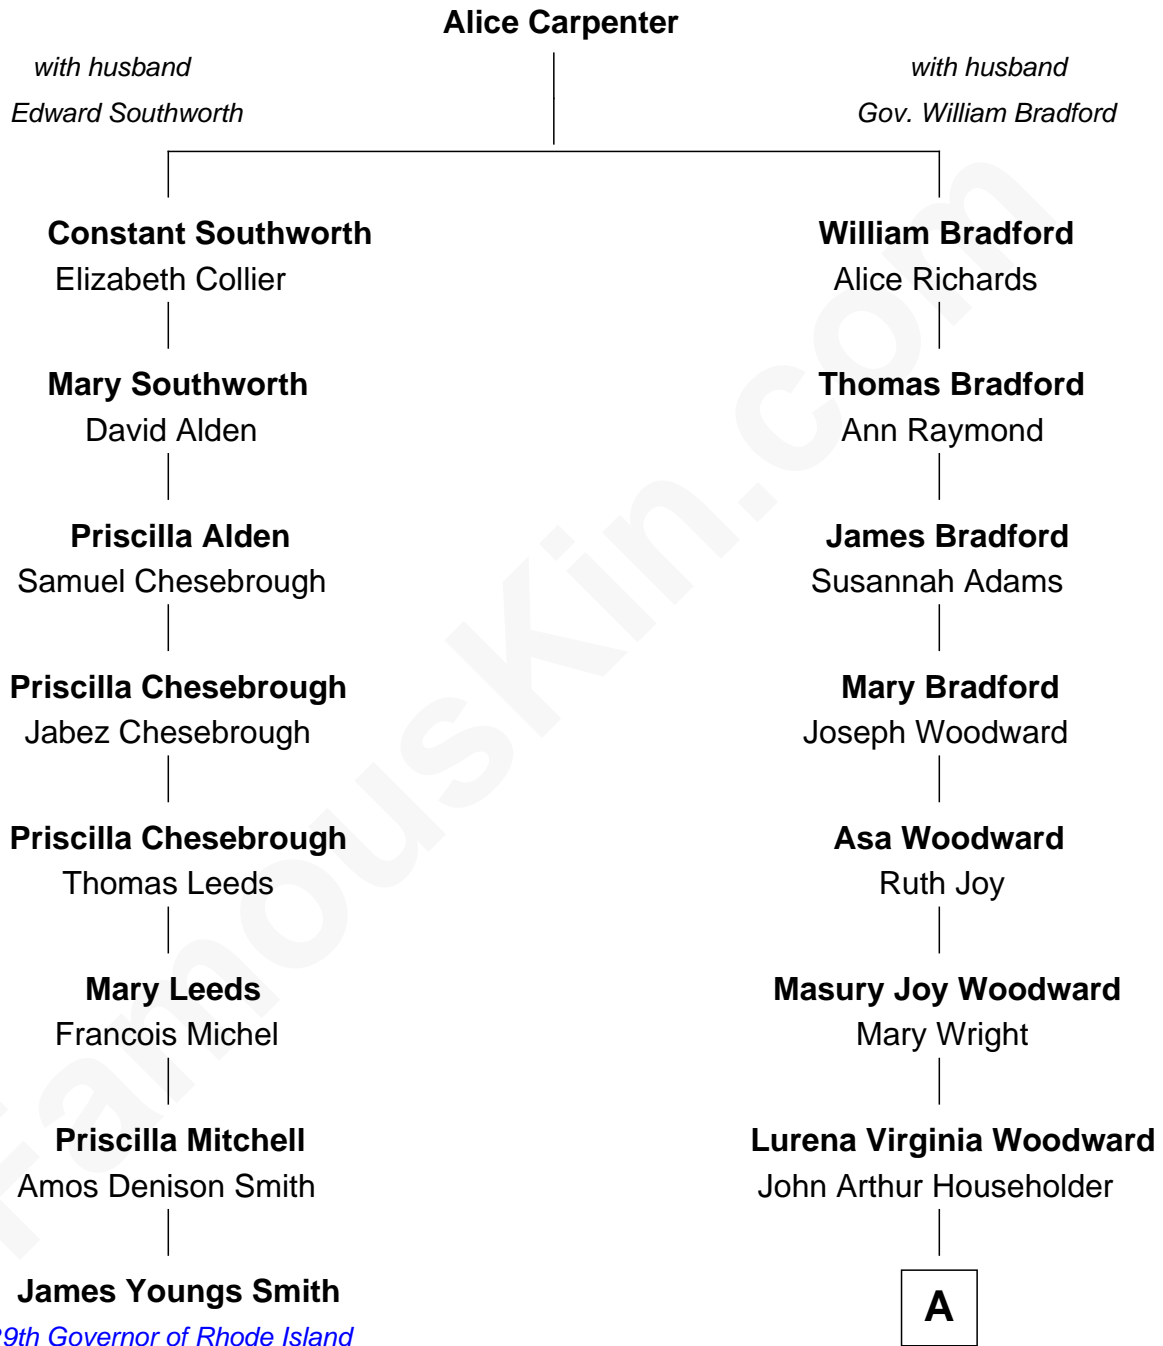 Alice Carpenter
with husband
Edward Southworth
with husband
Gov. William Bradford
Constant Southworth
Elizabeth Collier
William Bradford
Alice Richards
Mary Southworth
David Alden
Thomas Bradford
Ann Raymond
Priscilla Alden
Samuel Chesebrough
James Bradford
Susannah Adams
Priscilla Chesebrough
Jabez Chesebrough
Mary Bradford
Joseph Woodward
Priscilla Chesebrough
Thomas Leeds
Asa Woodward
Ruth Joy
Mary Leeds
Francois Michel
Masury Joy Woodward
Mary Wright
Priscilla Mitchell
Amos Denison Smith
Lurena Virginia Woodward
John Arthur Householder
James Youngs Smith
9th Governor of Rhode Island
A
FamousKin.com